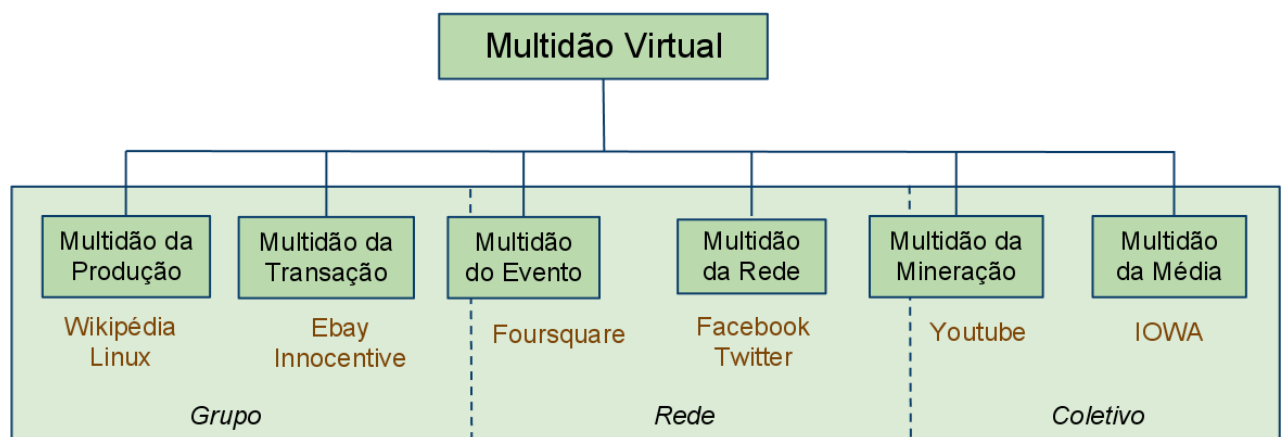 Multidão Virtual
Multidão da
Produção
Multidão da
Transação
Multidão
do Evento
Multidão
da Rede
Multidão da
Mineração
Multidão
da Média
Wikipédia
Linux
Ebay
Innocentive
Foursquare
Facebook
Twitter
Youtube
IOWA
Grupo
Rede
Coletivo